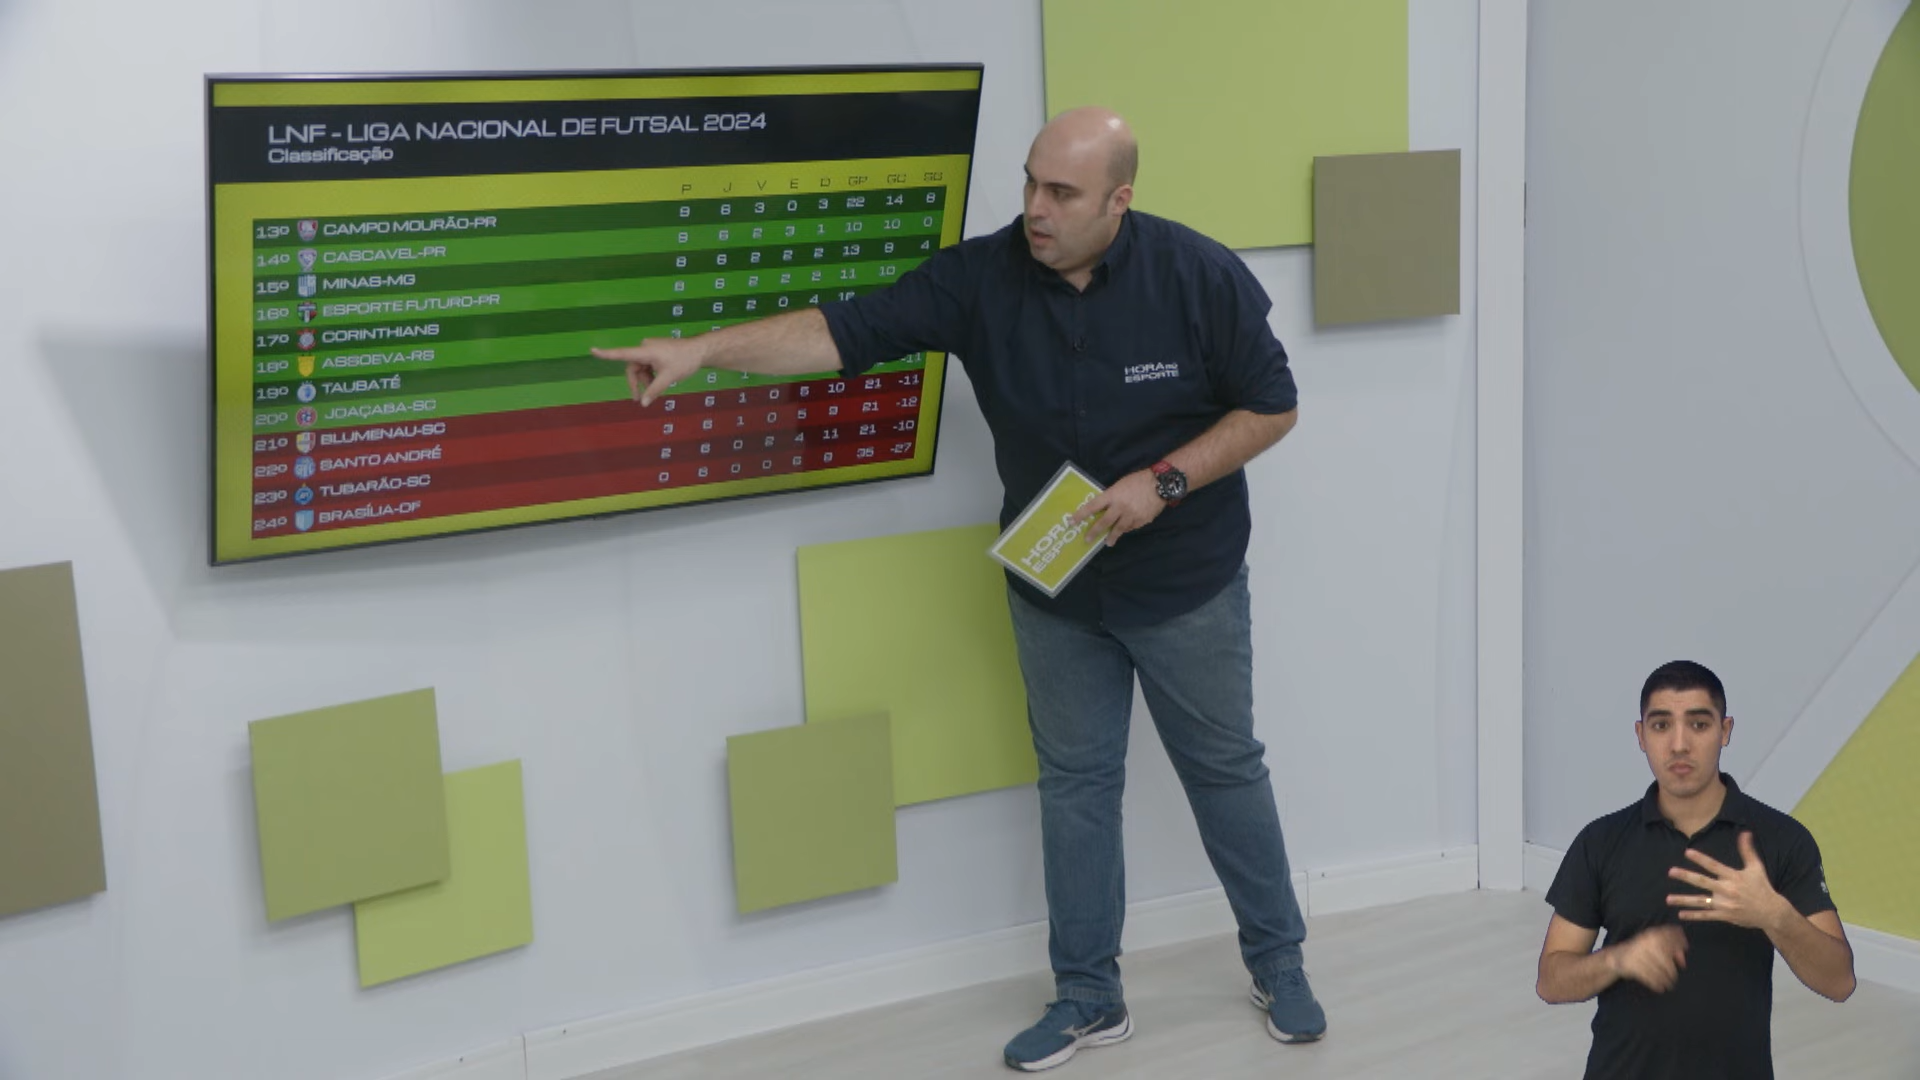 LNF - LIGA NACIONAL DE FUTSAL 2024
Classificação
P J V E D GP GC SG
13º CAMPO MOURÃO-PR 9 6 3 0 3 22 14 8
14º CASCAVEL-PR 9 6 2 3 1 10 10 0
15º MINAS-MG 8 6 2 2 2 13 9 4
16º ESPORTE FUTURO-PR 8 6 2 2 2 11 10
17º CORINTHIANS 6 6 2 0 4
18º ASSOEVA-RS 3
19º TAUBATÉ -11
20º JOAÇABA-SC 6 1
21º BLUMENAU-SC 3 6 1 0 5 10 21 -11
22º SANTO ANDRÉ 3 6 1 0 5 9 21 -12
23º TUBARÃO-SC 2 6 0 2 4 11 21 -10
24º BRASÍLIA-DF 0 6 0 0 6 8 35 -27
HORA DO
ESPORTE
HORA DO
ESPORTE